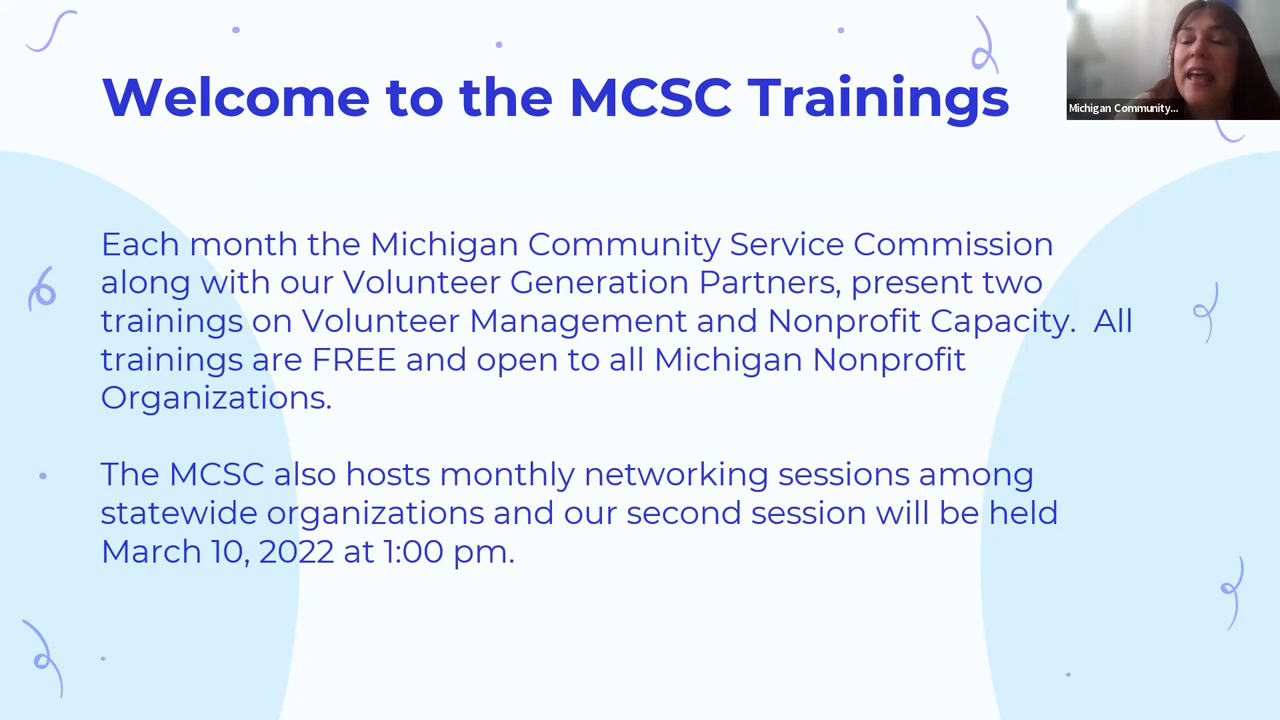 Welcome to the MCSC Trainings
Michigan Community...
Each month the Michigan Community Service Commission
along with our Volunteer Generation Partners, present two
trainings on Volunteer Management and Nonprofit Capacity.  All
trainings are FREE and open to all Michigan Nonprofit
Organizations.
The MCSC also hosts monthly networking sessions among
statewide organizations and our second session will be held
March 10, 2022 at 1:00 pm.